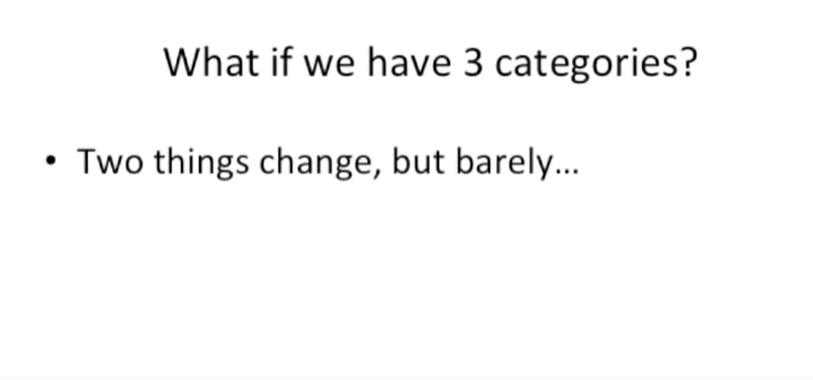 What if we have 3 categories?
• Two things change, but barely...